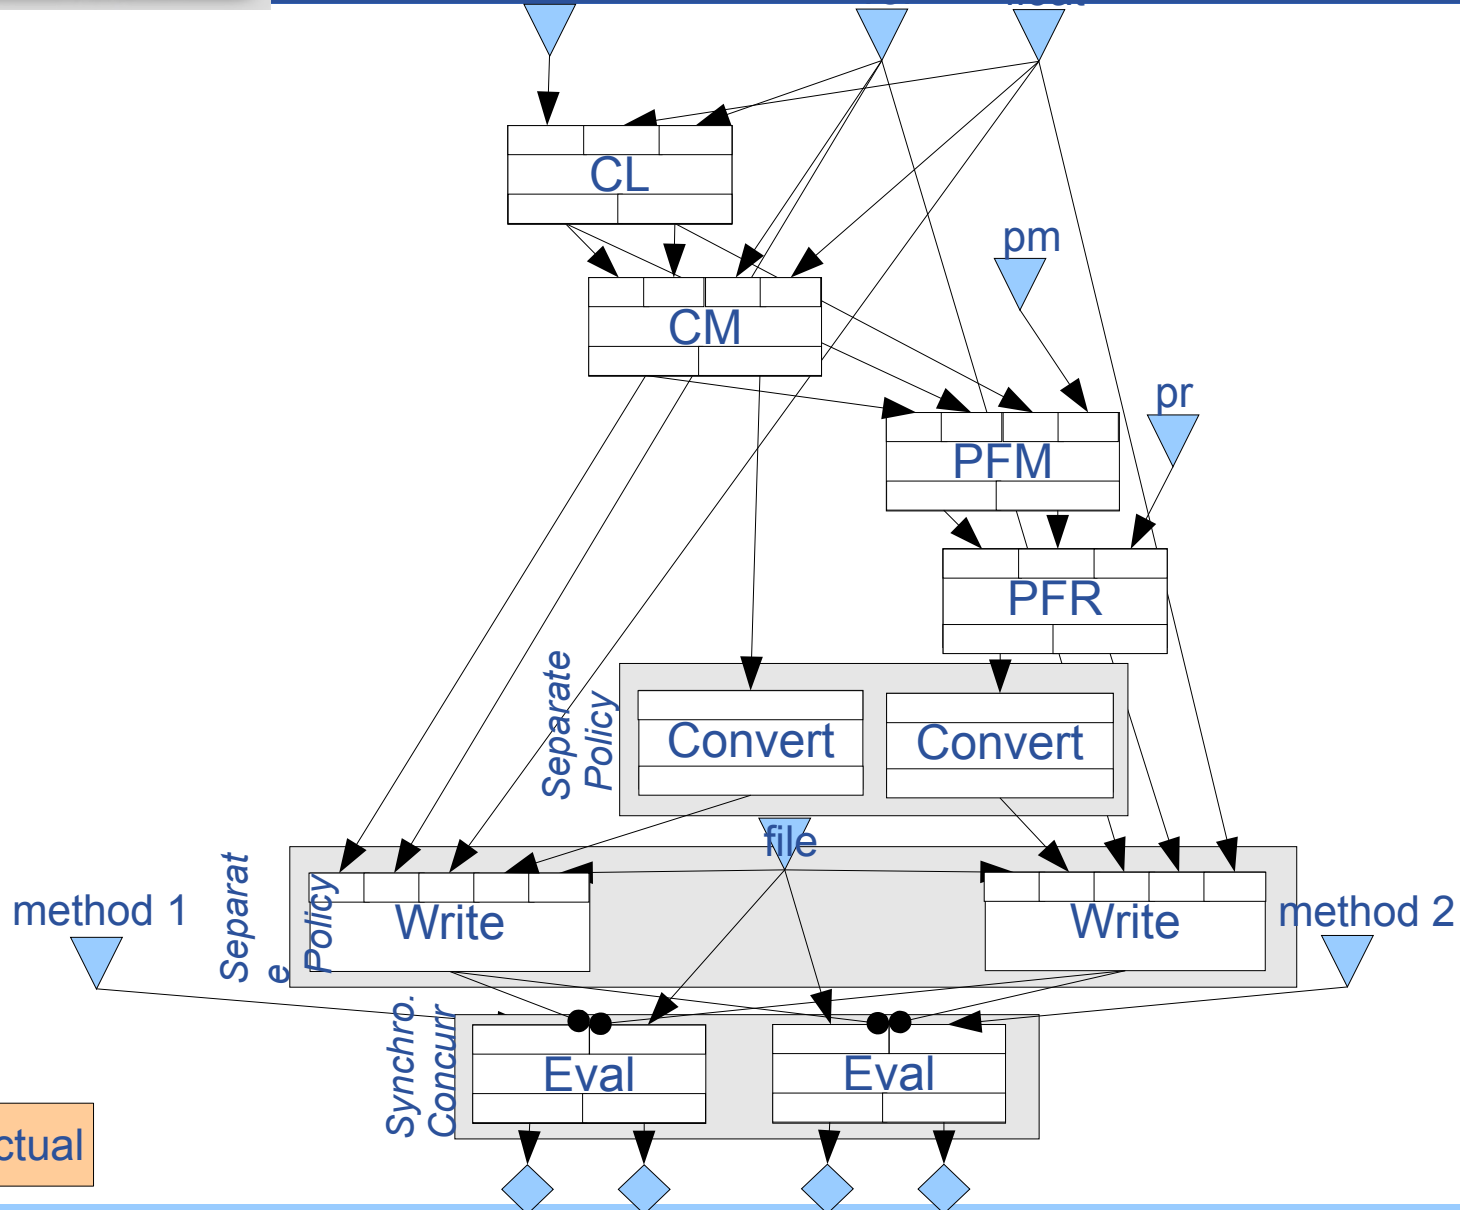 CL
pm
CM
pr
PFM
PFR
Separate
Policy
Convert
Convert
file
Separat
e
Policy
method 1
Write
Write
method 2
Synchro.
Concurr
Eval
Eval
ctual